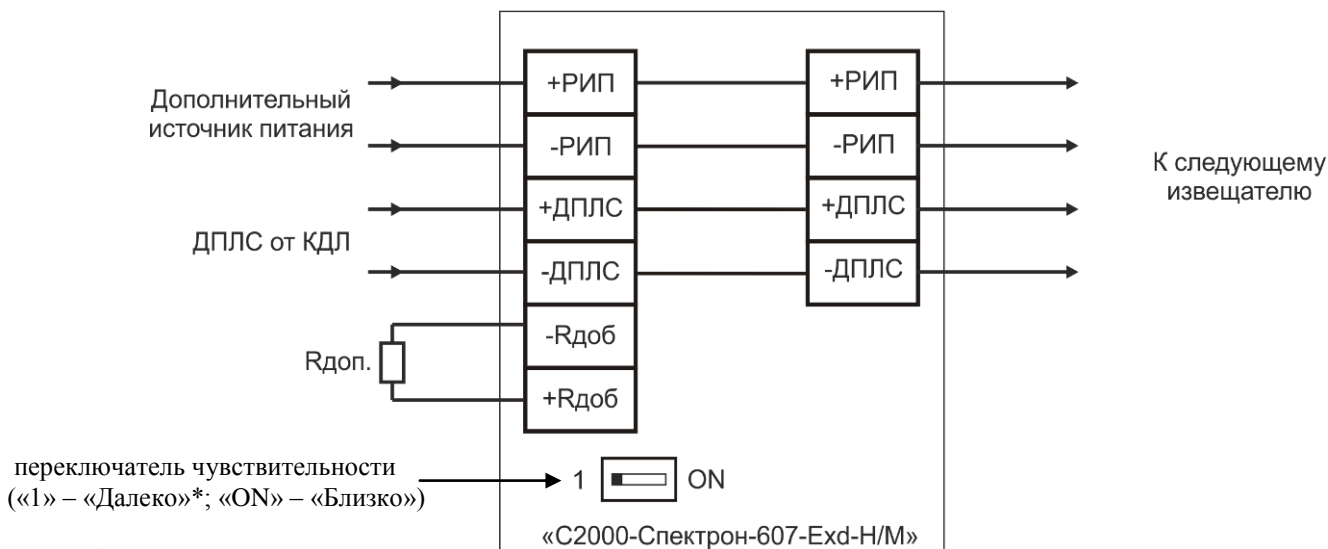 Дополнительный
источник питания
ДПЛС от КДЛ
Rдоп.
+РИП
-РИП
+ДПЛС
-ДПЛС
-Rдоб
+Rдоб
+РИП
-РИП
+ДПЛС
-ДПЛС
К следующему
извещателю
переключатель чувствительности
(«1» – «Далеко»*; «ON» – «Близко»)
1 ON
«С2000-Спектрон-607-Exd-Н/М»